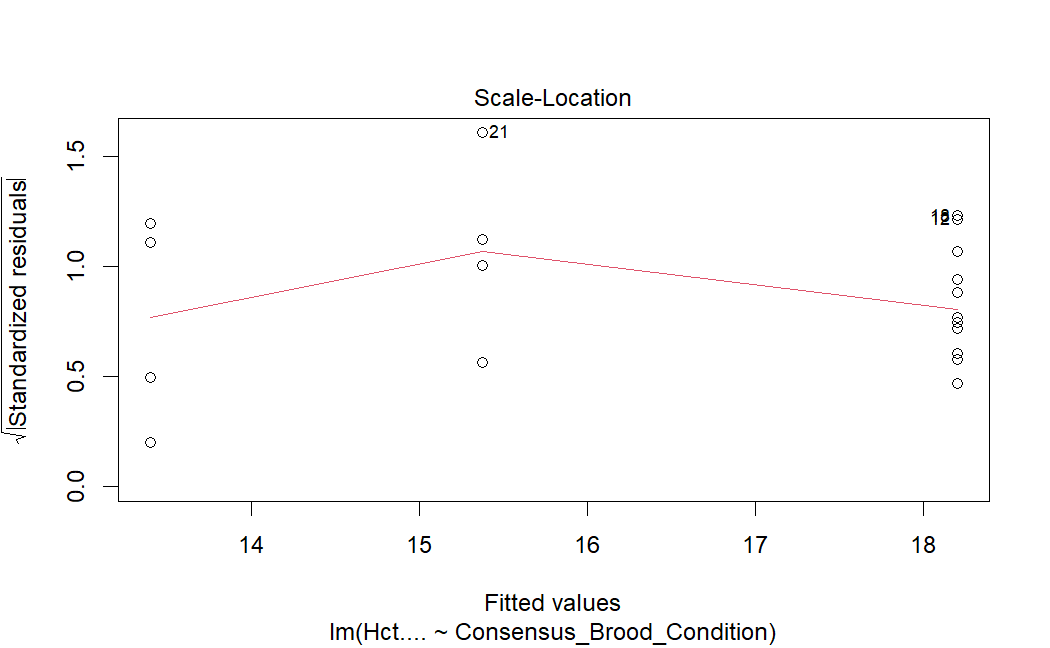 Scale-Location
√|Standardized residuals|
1.5
1.0
0.5
0.0
21
12
14
15
16
17
18
Fitted values
lm(Hct.... ~ Consensus_Brood_Condition)